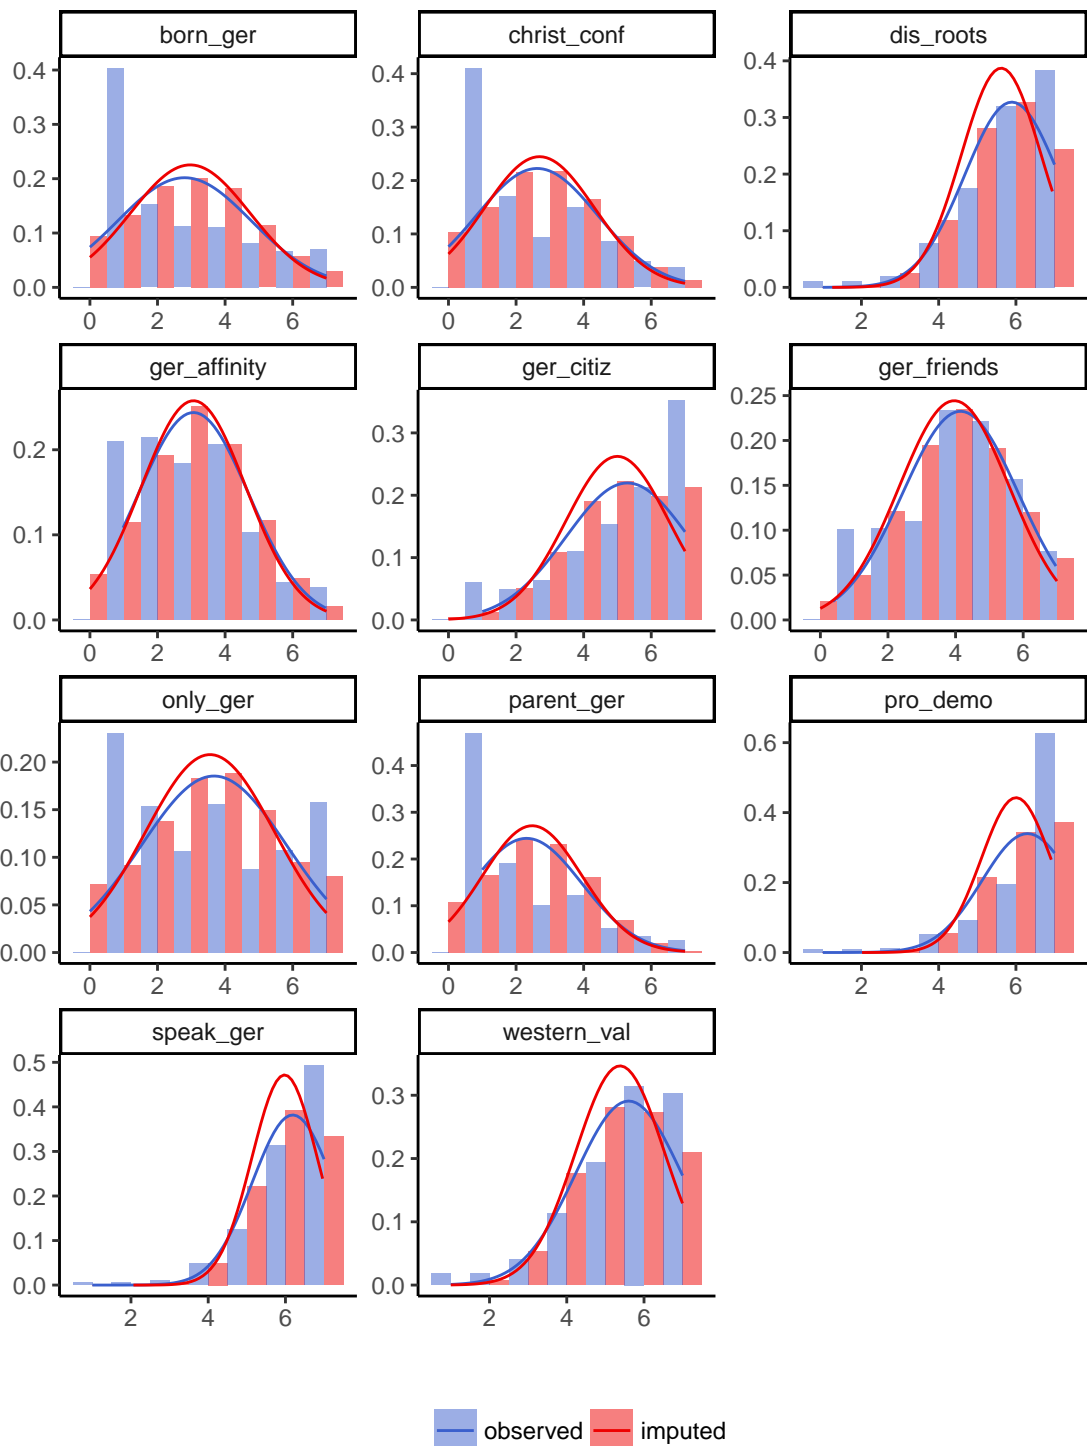 born_ger christ_conf dis_roots
0.4 0.3 0.2 0.1 0.0
0.4 0.3 0.2 0.1 0.0
0.4 0.3 0.2 0.1 0.0
0 2 4 6 0 2 4 6 2 4 6
ger_affinity ger_citiz ger_friends
0.2 0.1 0.0
0.3 0.2 0.1 0.0
0.25 0.20 0.15 0.10 0.05 0.00
0 2 4 6 0 2 4 6 0 2 4 6
only_ger parent_ger pro_demo
0.20 0.15 0.10 0.05 0.00
0.4 0.3 0.2 0.1 0.0
0.6 0.4 0.2 0.0
0 2 4 6 0 2 4 6 2 4 6
speak_ger western_val
0.5 0.4 0.3 0.2 0.1 0.0
0.3 0.2 0.1 0.0
2 4 6 2 4 6
observed imputed